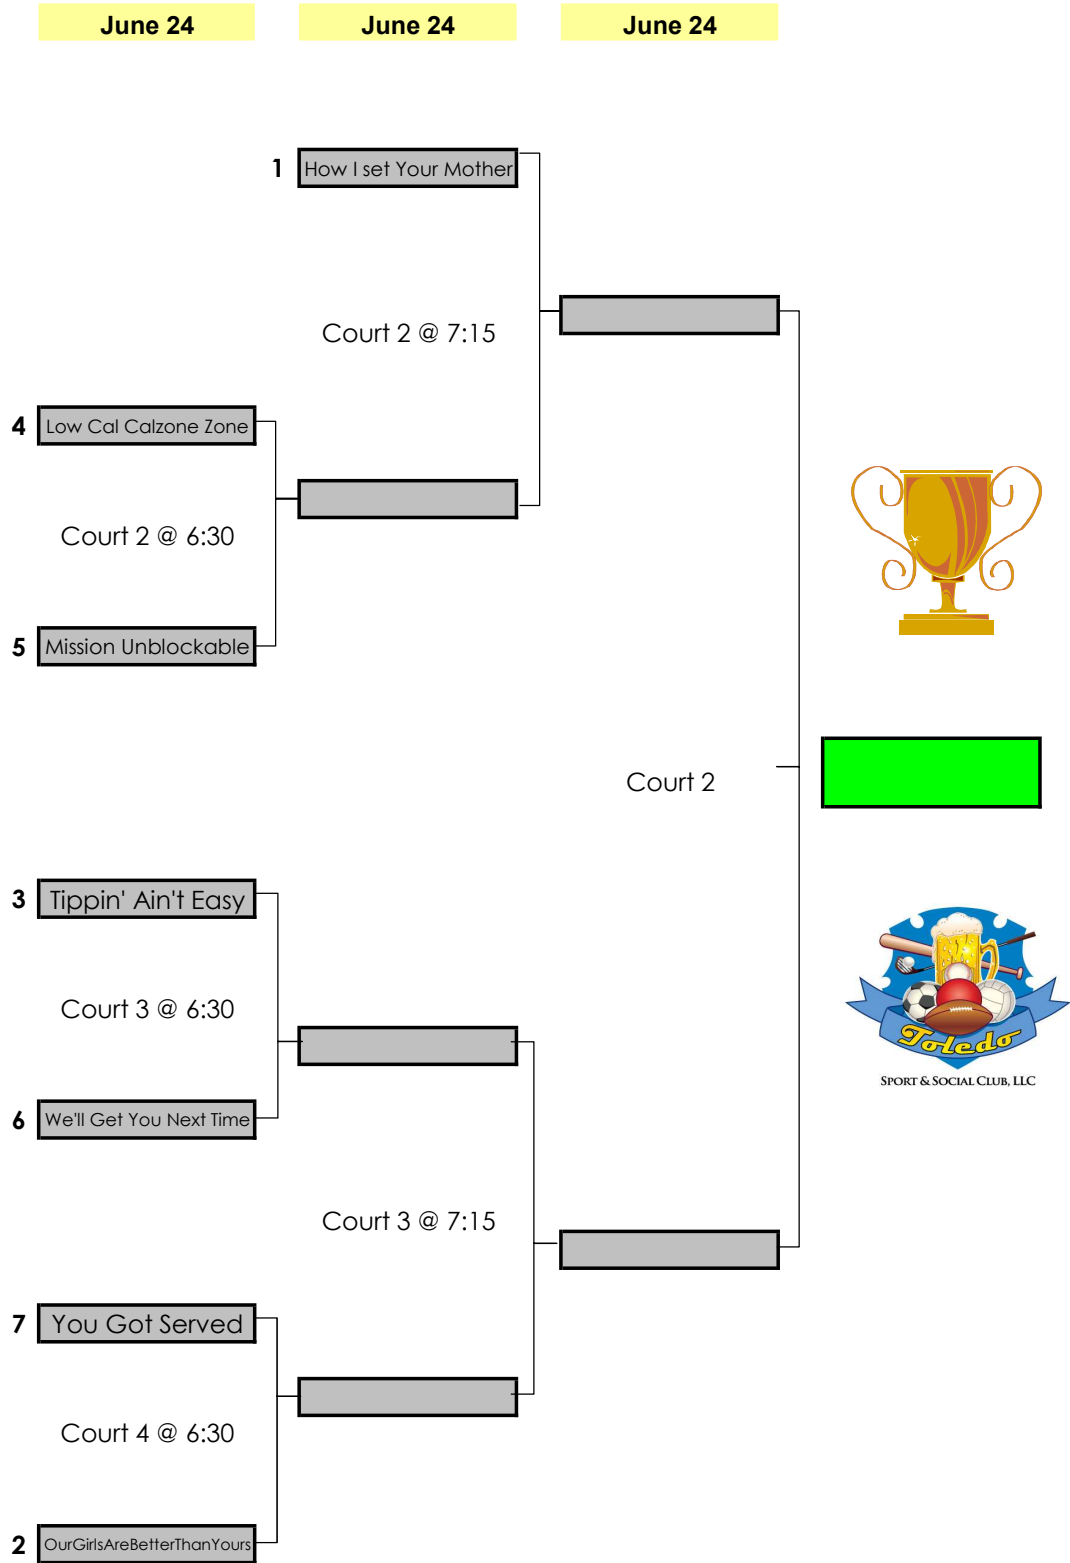 June 24 June 24 June 24
1 How I set Your Mother
Court 2 @ 7:15
4 Low Cal Calzone Zone
Court 2 @ 6:30
5 Mission Unblockable
Court 2
3 Tippin' Ain't Easy
Court 3 @ 6:30
Toledo
SPORT & SOCIAL CLUB, LLC
6 We'll Get You Next Time
Court 3 @ 7:15
7 You Got Served
Court 4 @ 6:30
2 OurGirlsAreBetterThanYours